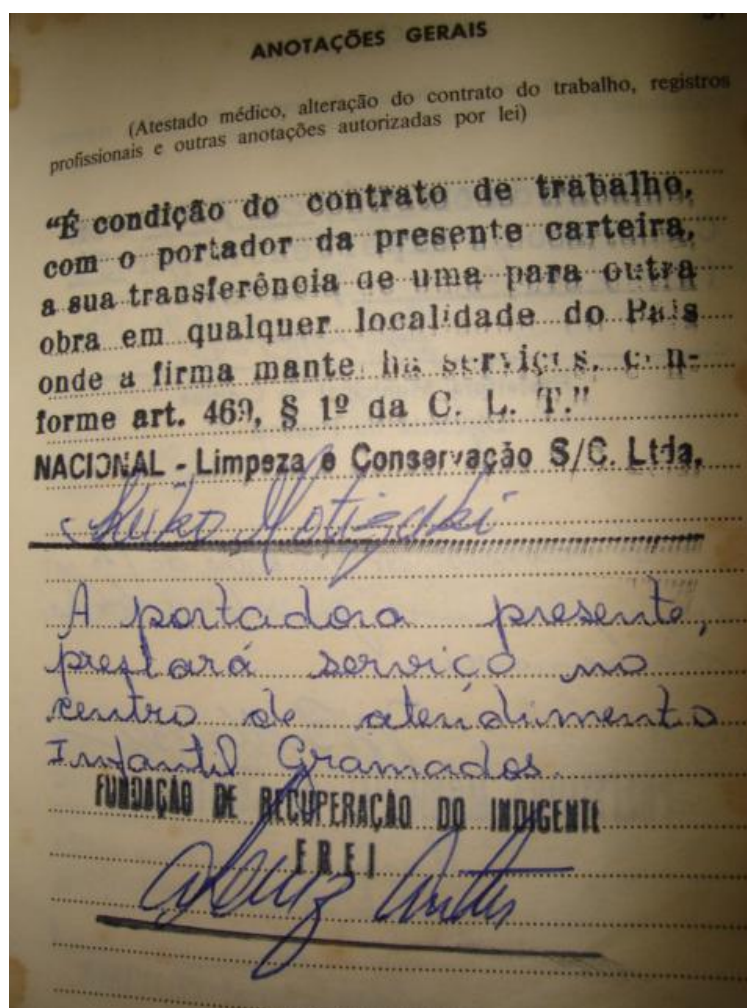 ANOTAÇÕES GERAIS
(Atestado médico, alteração do contrato do trabalho, registros
profissionais e outras anotações autorizadas por lei)
"É condição do contrato de trabalho,
com o portador da presente carteira,
a sua transferência de uma para outra
obra em qualquer localidade do País
onde a firma mantenha serviços, con-
forme art. 469, § 1º da C. L. T."
NACIONAL - Limpeza e Conservação S/C. Ltda.
A portadora presente,
prestará serviço no
centro de atendimento
Infantil Gramados.
FUNDAÇÃO DE RECUPERAÇÃO DO INDIGENTE